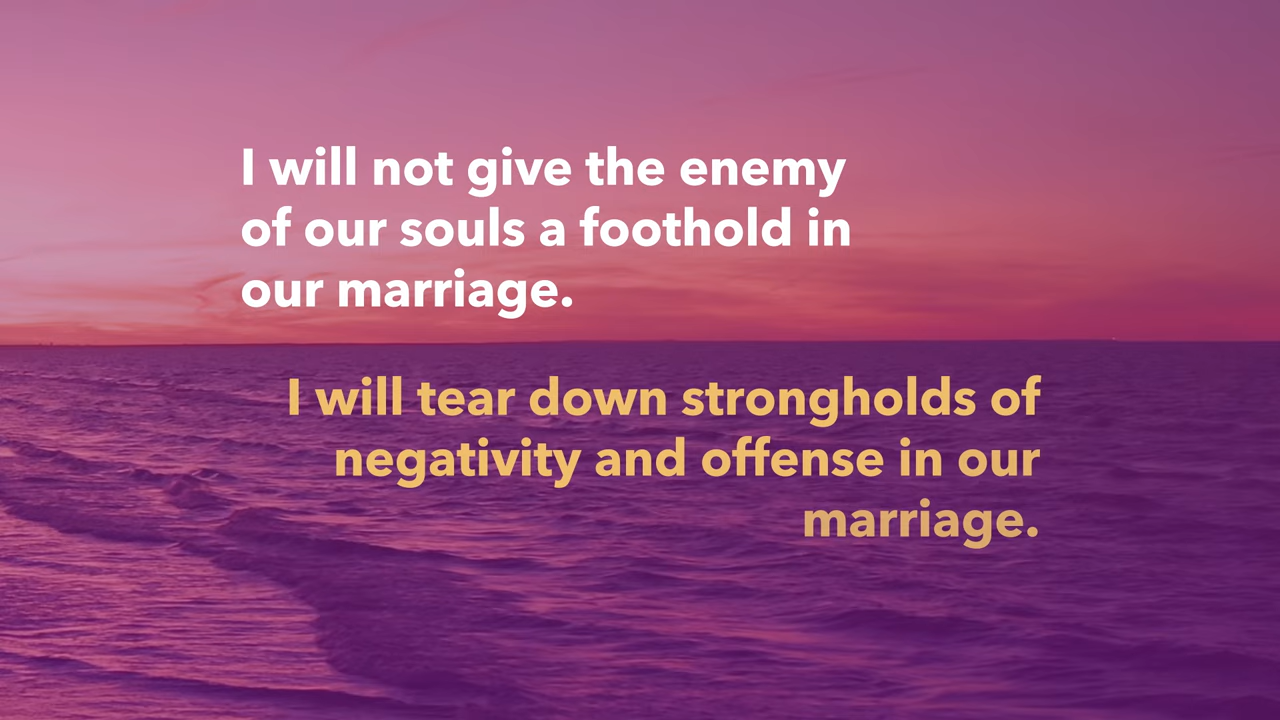 I will not give the enemy
of our souls a foothold in
our marriage.
I will tear down strongholds of
negativity and offense in our
marriage.